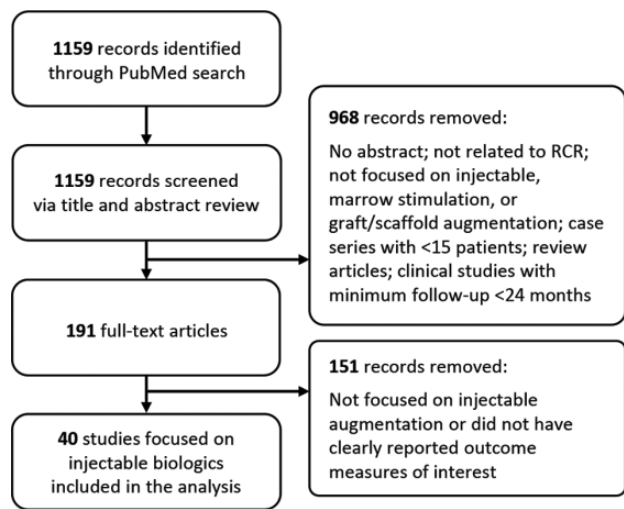 1159 records identified
through PubMed search
1159 records screened
via title and abstract review
968 records removed:
No abstract; not related to RCR;
not focused on injectable,
marrow stimulation, or
graft/scaffold augmentation; case
series with <15 patients; review
articles; clinical studies with
minimum follow-up <24 months
191 full-text articles
151 records removed:
Not focused on injectable
augmentation or did not have
clearly reported outcome
measures of interest
40 studies focused on
injectable biologics
included in the analysis